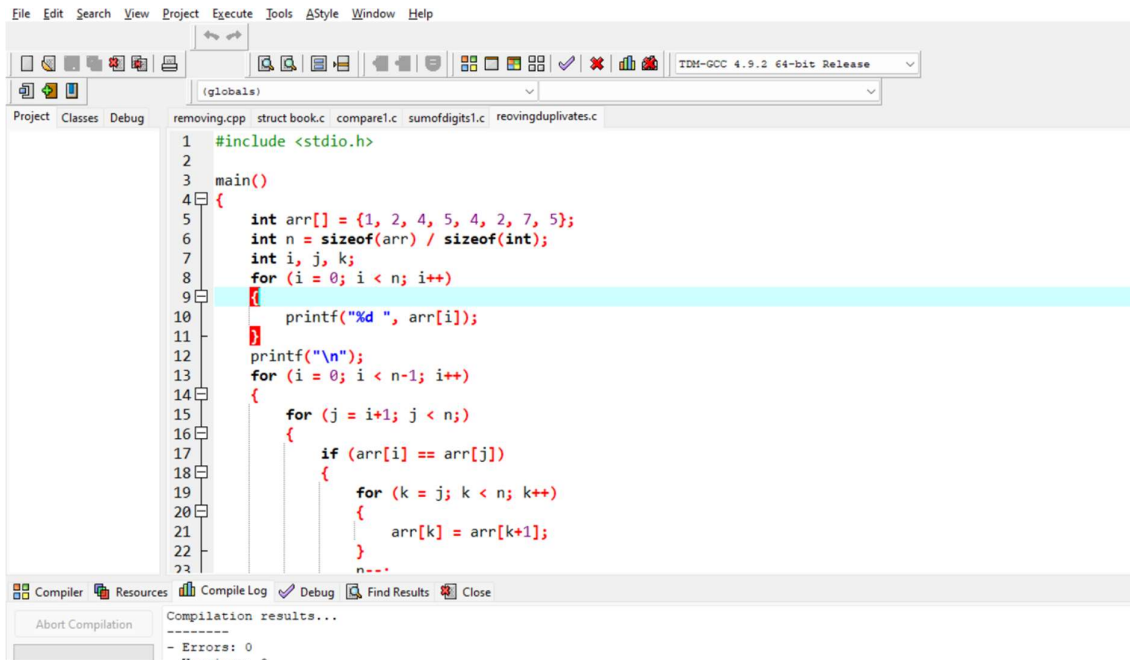 File Edit Search View Project Execute Tools AStyle Window Help
TDM-GCC 4.9.2 64-bit Release
(globals)
Project Classes Debug removing.cpp struct book.c compare1.c sumofdigits1.c reovingduplivates.c
1 #include <stdio.h>
2
3 main()
4 {
5 int arr[] = {1, 2, 4, 5, 4, 2, 7, 5};
6 int n = sizeof(arr) / sizeof(int);
7 int i, j, k;
8 for (i = 0; i < n; i++)
9 {
10 printf("%d ", arr[i]);
11 }
12 printf("\n");
13 for (i = 0; i < n-1; i++)
14 {
15 for (j = i+1; j < n;)
16 {
17 if (arr[i] == arr[j])
18 {
19 for (k = j; k < n; k++)
20 {
21 arr[k] = arr[k+1];
22 }
23 n--;
Compiler Resources Compile Log Debug Find Results Close
Abort Compilation Compilation results...
--------
- Errors: 0